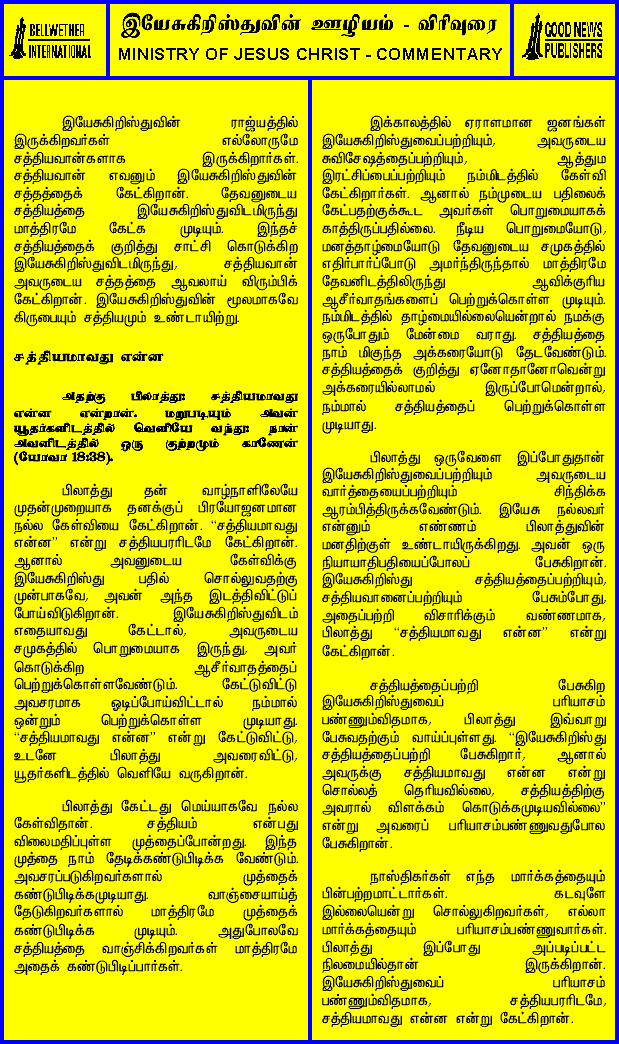 BELLWETHER
INTERNATIONAL
இயேசுகிறிஸ்துவின் ஊழியம் - விரிவுரை
MINISTRY OF JESUS CHRIST - COMMENTARY
GOOD NEWS
PUBLISHERS
இயேசுகிறிஸ்துவின் ராஜ்யத்தில்
இருக்கிறவர்கள் எல்லோருமே
சத்தியவான்களாக இருக்கிறார்கள்.
சத்தியவான் எவனும் இயேசுகிறிஸ்துவின்
சத்தத்தைக் கேட்கிறான். தேவனுடைய
சத்தியத்தை இயேசுகிறிஸ்துவிடமிருந்து
மாத்திரமே கேட்க முடியும். இந்தச்
சத்தியத்தைக் குறித்து சாட்சி கொடுக்கிற
இயேசுகிறிஸ்துவிடமிருந்து, சத்தியவான்
அவருடைய சத்தத்தை ஆவலாய் விரும்பிக்
கேட்கிறான். இயேசுகிறிஸ்துவின் மூலமாகவே
கிருபையும் சத்தியமும் உண்டாயிற்று.
சத்தியமாவது என்ன
அதற்கு பிலாத்து: சத்தியமாவது
என்ன என்றான். மறுபடியும் அவன்
யூதர்களிடத்தில் வெளியே வந்து: நான்
அவனிடத்தில் ஒரு குற்றமும் காணேன்
(யோவா 18:38).
பிலாத்து தன் வாழ்நாளிலேயே
முதன்முறையாக தனக்குப் பிரயோஜனமான
நல்ல கேள்வியை கேட்கிறான். “சத்தியமாவது
என்ன” என்று சத்தியபரரிடமே கேட்கிறான்.
ஆனால் அவனுடைய கேள்விக்கு
இயேசுகிறிஸ்து பதில் சொல்லுவதற்கு
முன்பாகவே, அவன் அந்த இடத்திவிட்டுப்
போய்விடுகிறான். இயேசுகிறிஸ்துவிடம்
எதையாவது கேட்டால், அவருடைய
சமுகத்தில் பொறுமையாக இருந்து, அவர்
கொடுக்கிற ஆசீர்வாதத்தைப்
பெற்றுக்கொள்ளவேண்டும். கேட்டுவிட்டு
அவசரமாக ஓடிப்போய்விட்டால் நம்மால்
ஒன்றும் பெற்றுக்கொள்ள முடியாது.
“சத்தியமாவது என்ன” என்று கேட்டுவிட்டு,
உடனே பிலாத்து அவரைவிட்டு,
யூதர்களிடத்தில் வெளியே வருகிறான்.
பிலாத்து கேட்டது மெய்யாகவே நல்ல
கேள்விதான். சத்தியம் என்பது
விலைமதிப்புள்ள முத்தைப்போன்றது. இந்த
முத்தை நாம் தேடிக்கண்டுபிடிக்க வேண்டும்.
அவசரப்படுகிறவர்களால் முத்தைக்
கண்டுபிடிக்கமுடியாது. வாஞ்சையாய்த்
தேடுகிறவர்களால் மாத்திரமே முத்தைக்
கண்டுபிடிக்க முடியும். அதுபோலவே
சத்தியத்தை வாஞ்சிக்கிறவர்கள் மாத்திரமே
அதைக் கண்டுபிடிப்பார்கள்.
இக்காலத்தில் ஏராளமான ஜனங்கள்
இயேசுகிறிஸ்துவைப்பற்றியும், அவருடைய
சுவிசேஷத்தைப்பற்றியும், ஆத்தும
இரட்சிப்பைப்பற்றியும் நம்மிடத்தில் கேள்வி
கேட்கிறார்கள். ஆனால் நம்முடைய பதிலைக்
கேட்பதற்குக்கூட அவர்கள் பொறுமையாகக்
காத்திருப்பதில்லை. நீடிய பொறுமையோடு,
மனத்தாழ்மையோடு தேவனுடைய சமுகத்தில்
எதிர்பார்ப்போடு அமர்ந்திருந்தால் மாத்திரமே
தேவனிடத்திலிருந்து ஆவிக்குரிய
ஆசீர்வாதங்களைப் பெற்றுக்கொள்ள முடியும்.
நம்மிடத்தில் தாழ்மையில்லையென்றால் நமக்கு
ஒருபோதும் மேன்மை வராது. சத்தியத்தை
நாம் மிகுந்த அக்கரையோடு தேடவேண்டும்.
சத்தியத்தைக் குறித்து ஏனோதானோவென்று
அக்கரையில்லாமல் இருப்போமென்றால்,
நம்மால் சத்தியத்தைப் பெற்றுக்கொள்ள
முடியாது.
பிலாத்து ஒருவேளை இப்போதுதான்
இயேசுகிறிஸ்துவைப்பற்றியும் அவருடைய
வார்த்தையைப்பற்றியும் சிந்திக்க
ஆரம்பித்திருக்கவேண்டும். இயேசு நல்லவர்
என்னும் எண்ணம் பிலாத்துவின்
மனதிற்குள் உண்டாயிருக்கிறது. அவன் ஒரு
நியாயாதிபதியைப்போலப் பேசுகிறான்.
இயேசுகிறிஸ்து சத்தியத்தைப்பற்றியும்,
சத்தியவானைப்பற்றியும் பேசும்போது,
அதைப்பற்றி விசாரிக்கும் வண்ணமாக,
பிலாத்து “சத்தியமாவது என்ன” என்று
கேட்கிறான்.
சத்தியத்தைப்பற்றி பேசுகிற
இயேசுகிறிஸ்துவைப் பரியாசம்
பண்ணும்விதமாக, பிலாத்து இவ்வாறு
பேசுவதற்கும் வாய்ப்புள்ளது. “இயேசுகிறிஸ்து
சத்தியத்தைப்பற்றி பேசுகிறார், ஆனால்
அவருக்கு சத்தியமாவது என்ன என்று
சொல்லத் தெரியவில்லை, சத்தியத்திற்கு
அவரால் விளக்கம் கொடுக்கமுடியவில்லை”
என்று அவரைப் பரியாசம்பண்ணுவதுபோல
பேசுகிறான்.
நாஸ்திகர்கள் எந்த மார்க்கத்தையும்
பின்பற்றமாட்டார்கள். கடவுளே
இல்லையென்று சொல்லுகிறவர்கள், எல்லா
மார்க்கத்தையும் பரியாசம்பண்ணுவார்கள்.
பிலாத்து இப்போது அப்படிப்பட்ட
நிலமையில்தான் இருக்கிறான்.
இயேசுகிறிஸ்துவைப் பரியாசம்
பண்ணும்விதமாக, சத்தியபரரிடமே,
சத்தியமாவது என்ன என்று கேட்கிறான்.